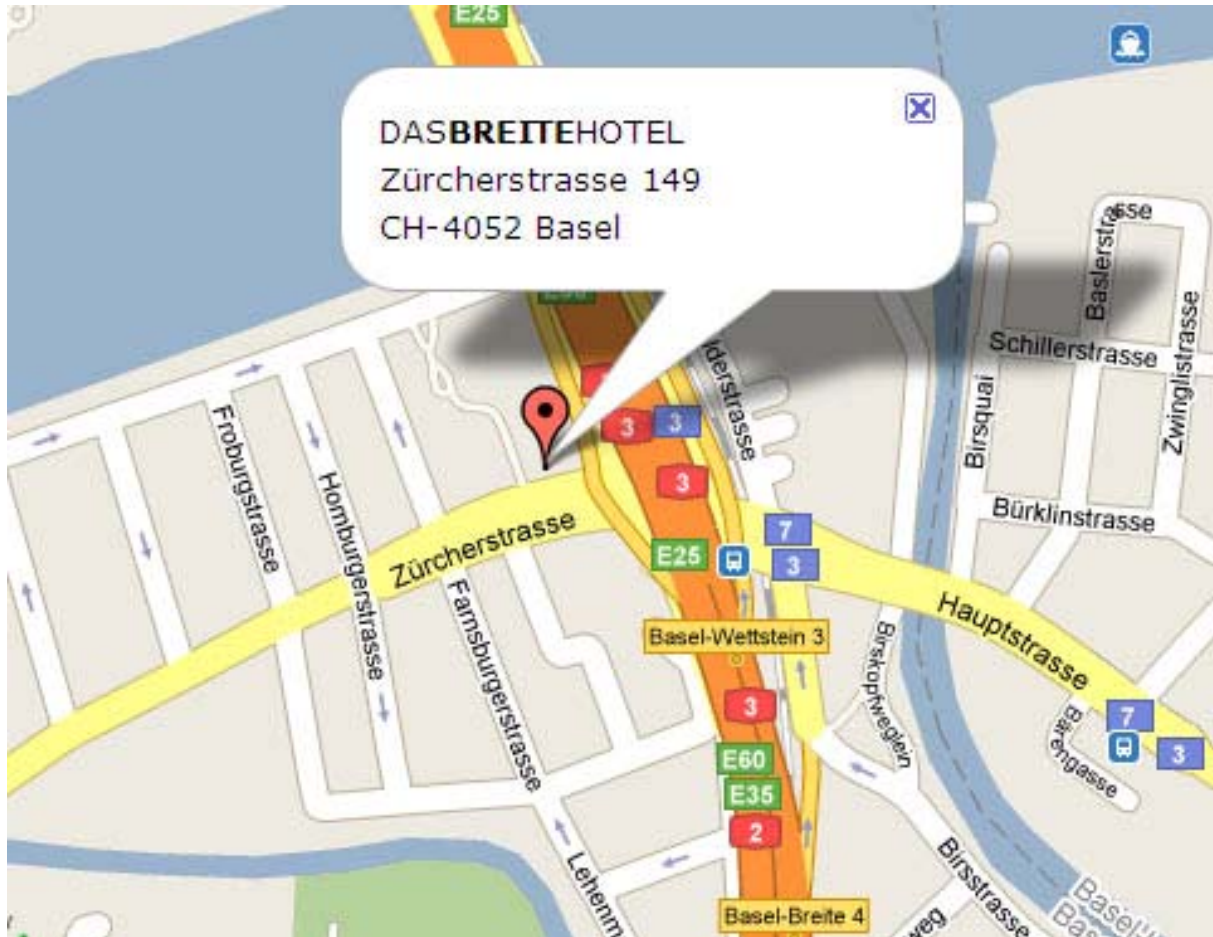 E25
DASBREITEHOTEL
Zürcherstrasse 149
CH-4052 Basel
Baslerstrasse
Zwinglistrasse
Schillerstrasse
Birsquai
Bürklinstrasse
3
3
3
7
3
E25
Froburgstrasse
Homburgerstrasse
Zürcherstrasse
Farnsburgerstrasse
Basel-Wettstein 3
Hauptstrasse
Birskopfweglein
3
7
3
Bärengasse
E60
E35
2
Birsstrasse
Basel-Breite 4